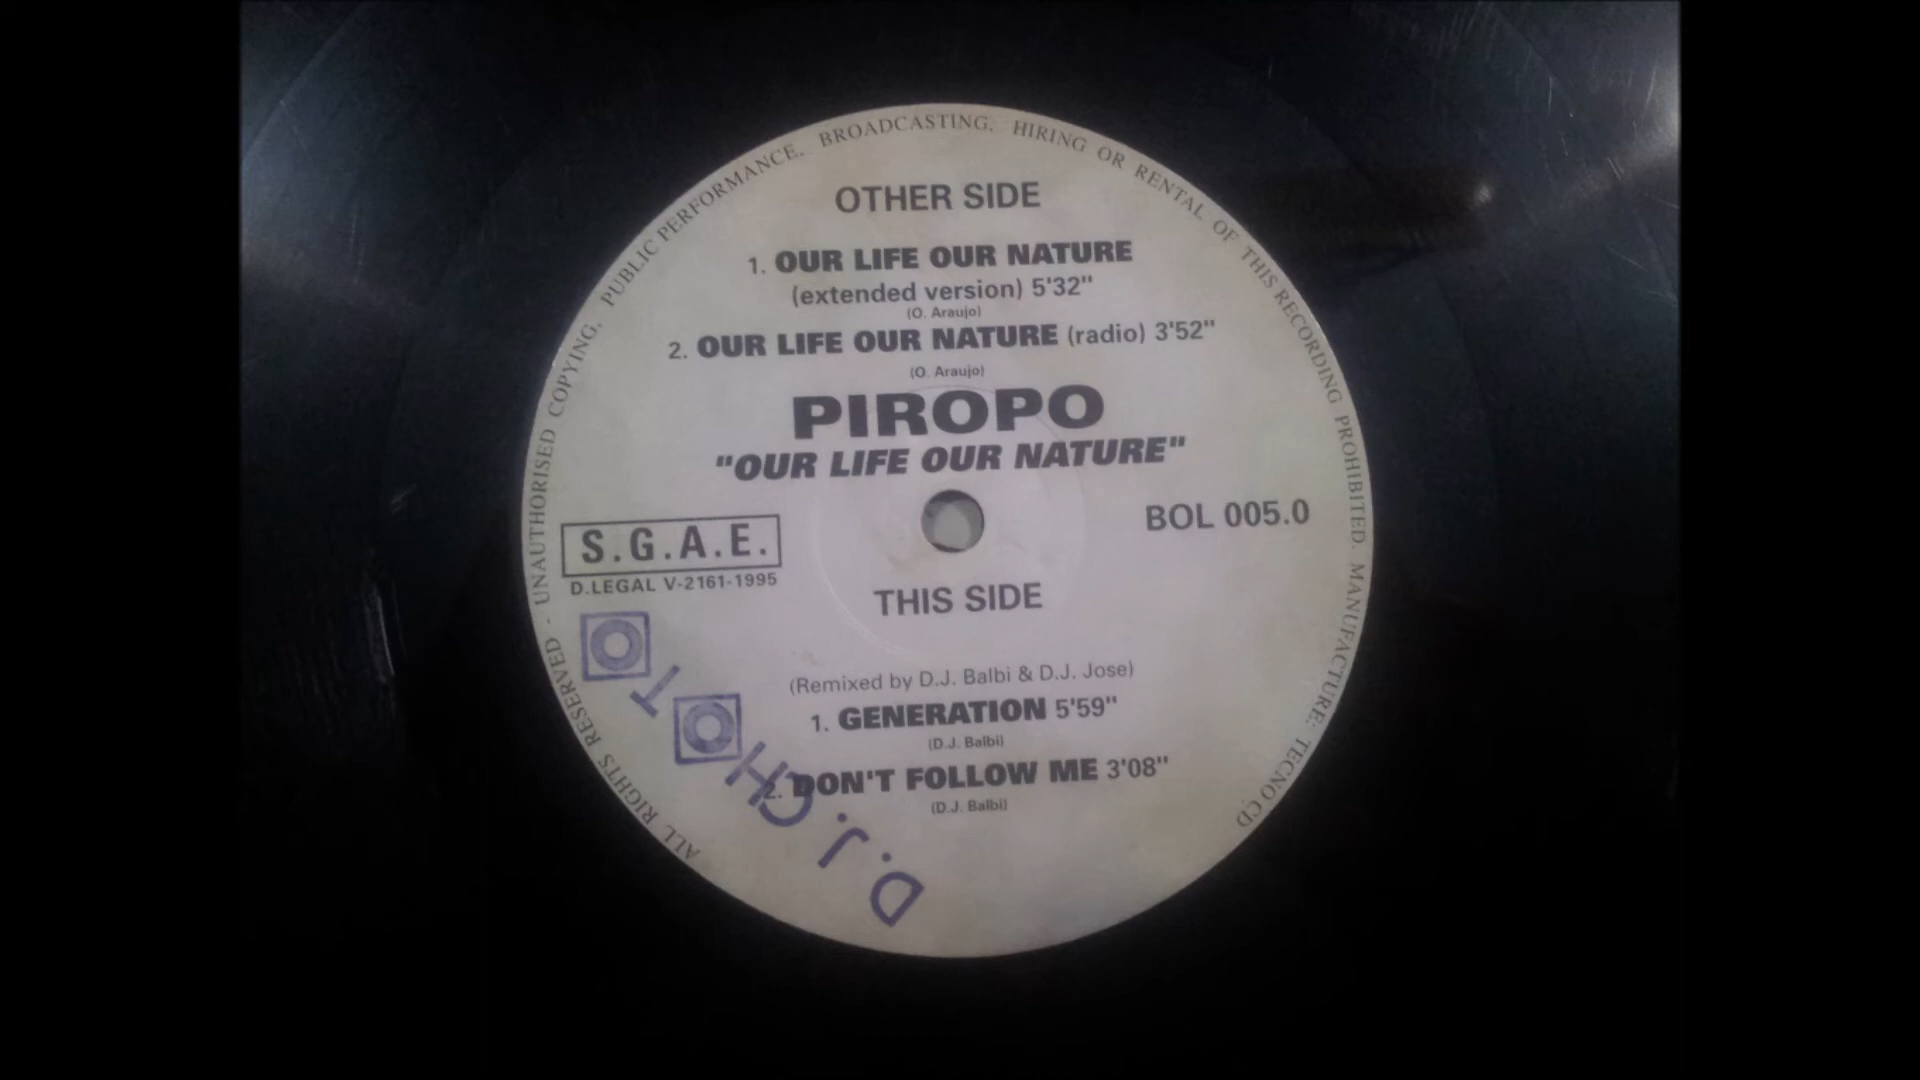 ALL RIGHTS RESERVED - UNAUTHORISED COPYING, PUBLIC PERFORMANCE, BROADCASTING, HIRING OR RENTAL OF THIS RECORDING PROHIBITED. MANUFACTURE: TECNO CD
OTHER SIDE
1. OUR LIFE OUR NATURE
(extended version) 5'32"
(O. Araujo)
2. OUR LIFE OUR NATURE (radio) 3'52"
(O. Araujo)
PIROPO
"OUR LIFE OUR NATURE"
S.G.A.E.
D.LEGAL V-2161-1995
BOL 005.0
THIS SIDE
(Remixed by D.J. Balbi & D.J. Jose)
1. GENERATION 5'59"
(D.J. Balbi)
2. DON'T FOLLOW ME 3'08"
(D.J. Balbi)
D.J. CHOTO